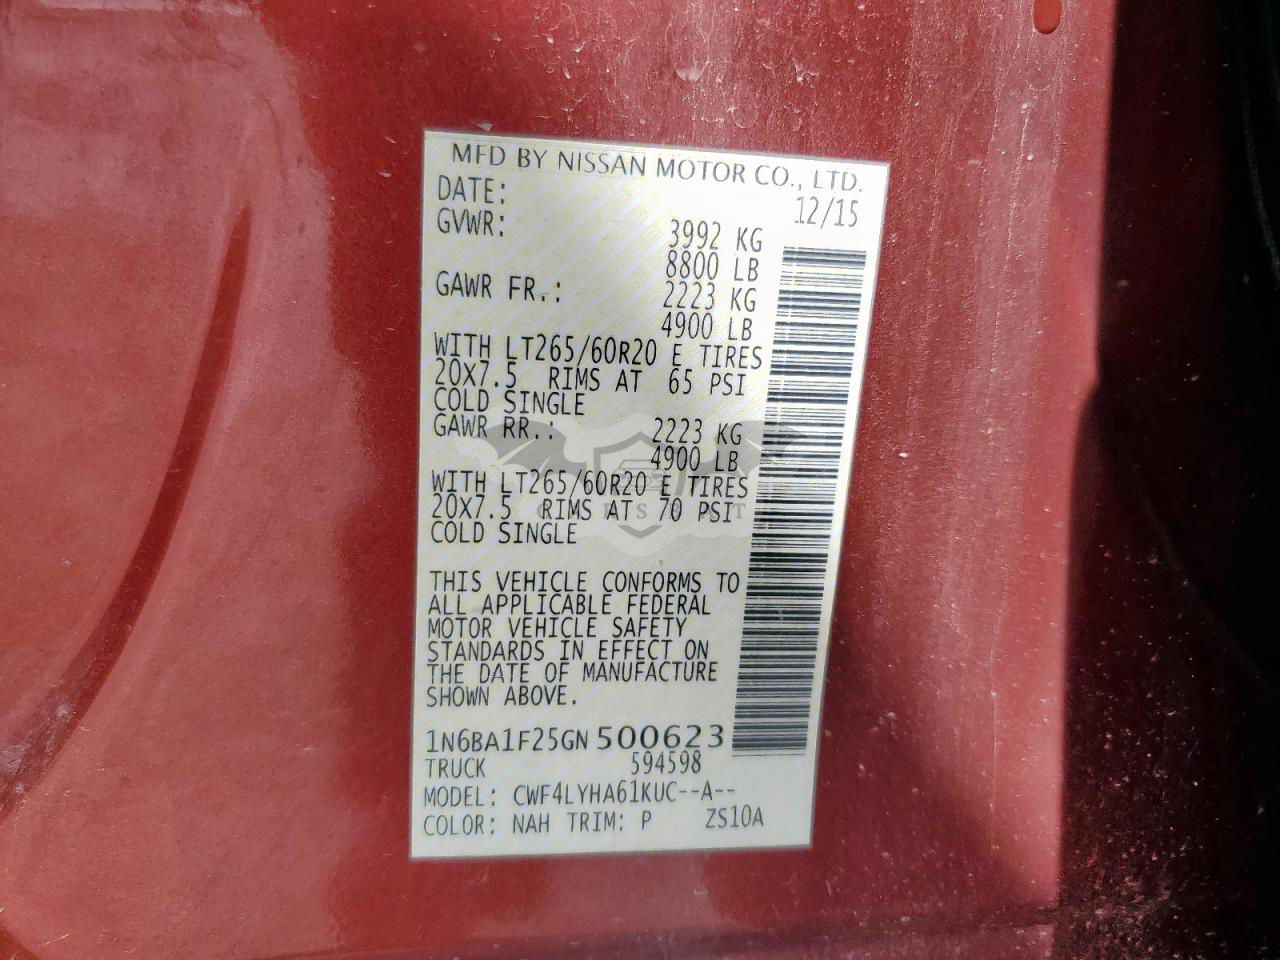 MFD BY NISSAN MOTOR CO., LTD.
DATE: 12/15
GVWR: 3992 KG
8800 LB
GAWR FR.: 2223 KG
4900 LB
WITH LT265/60R20 E TIRES
20X7.5 RIMS AT 65 PSI
COLD SINGLE
GAWR RR.: 2223 KG
4900 LB
WITH LT265/60R20 E TIRES
20X7.5 RIMS AT 70 PSI
COLD SINGLE
THIS VEHICLE CONFORMS TO
ALL APPLICABLE FEDERAL
MOTOR VEHICLE SAFETY
STANDARDS IN EFFECT ON
THE DATE OF MANUFACTURE
SHOWN ABOVE.
1N6BA1F25GN 500623
TRUCK 594598
MODEL: CWF4LYHA61KUC--A--
COLOR: NAH TRIM: P ZS10A